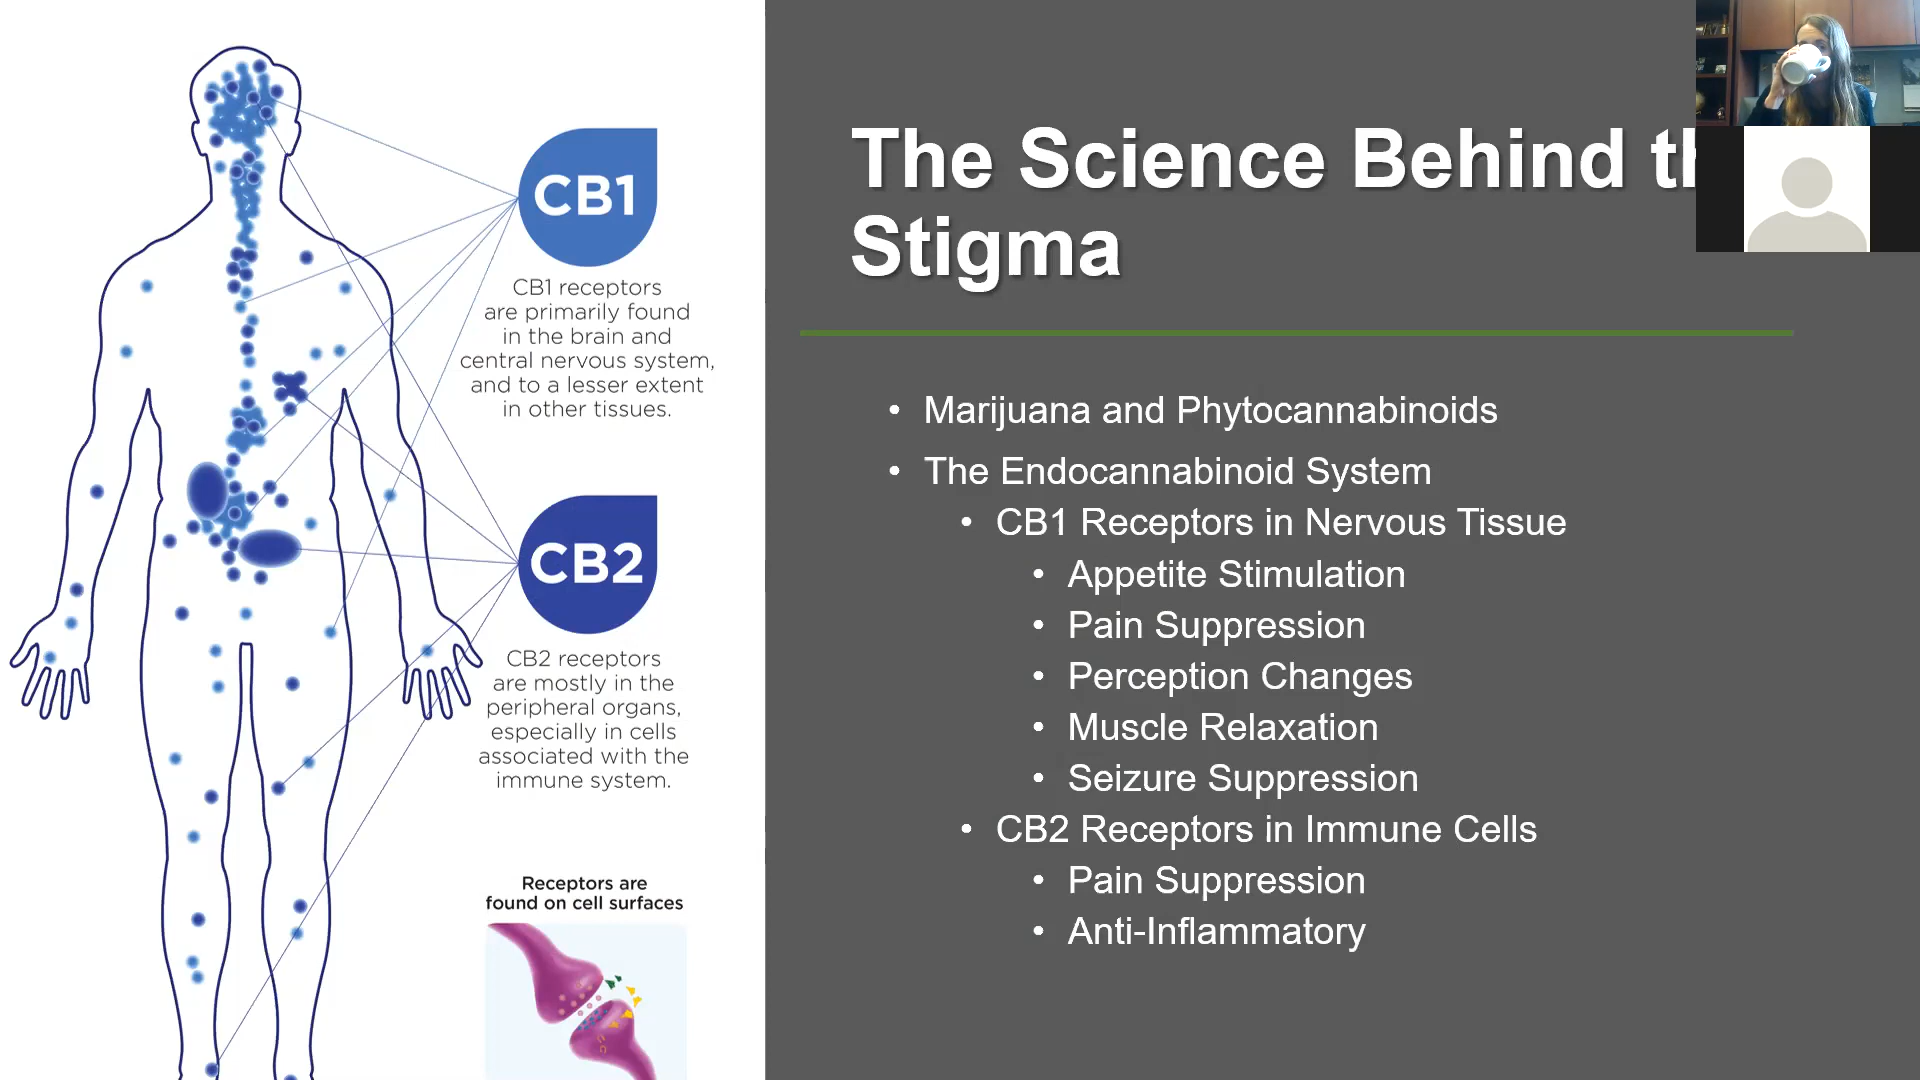 CB1
CB1 receptors
are primarily found
in the brain and
central nervous system,
and to a lesser extent
in other tissues.
CB2
CB2 receptors
are mostly in the
peripheral organs,
especially in cells
associated with the
immune system.
Receptors are
found on cell surfaces
The Science Behind
Stigma
• Marijuana and Phytocannabinoids
• The Endocannabinoid System
• CB1 Receptors in Nervous Tissue
• Appetite Stimulation
• Pain Suppression
• Perception Changes
• Muscle Relaxation
• Seizure Suppression
• CB2 Receptors in Immune Cells
• Pain Suppression
• Anti-Inflammatory